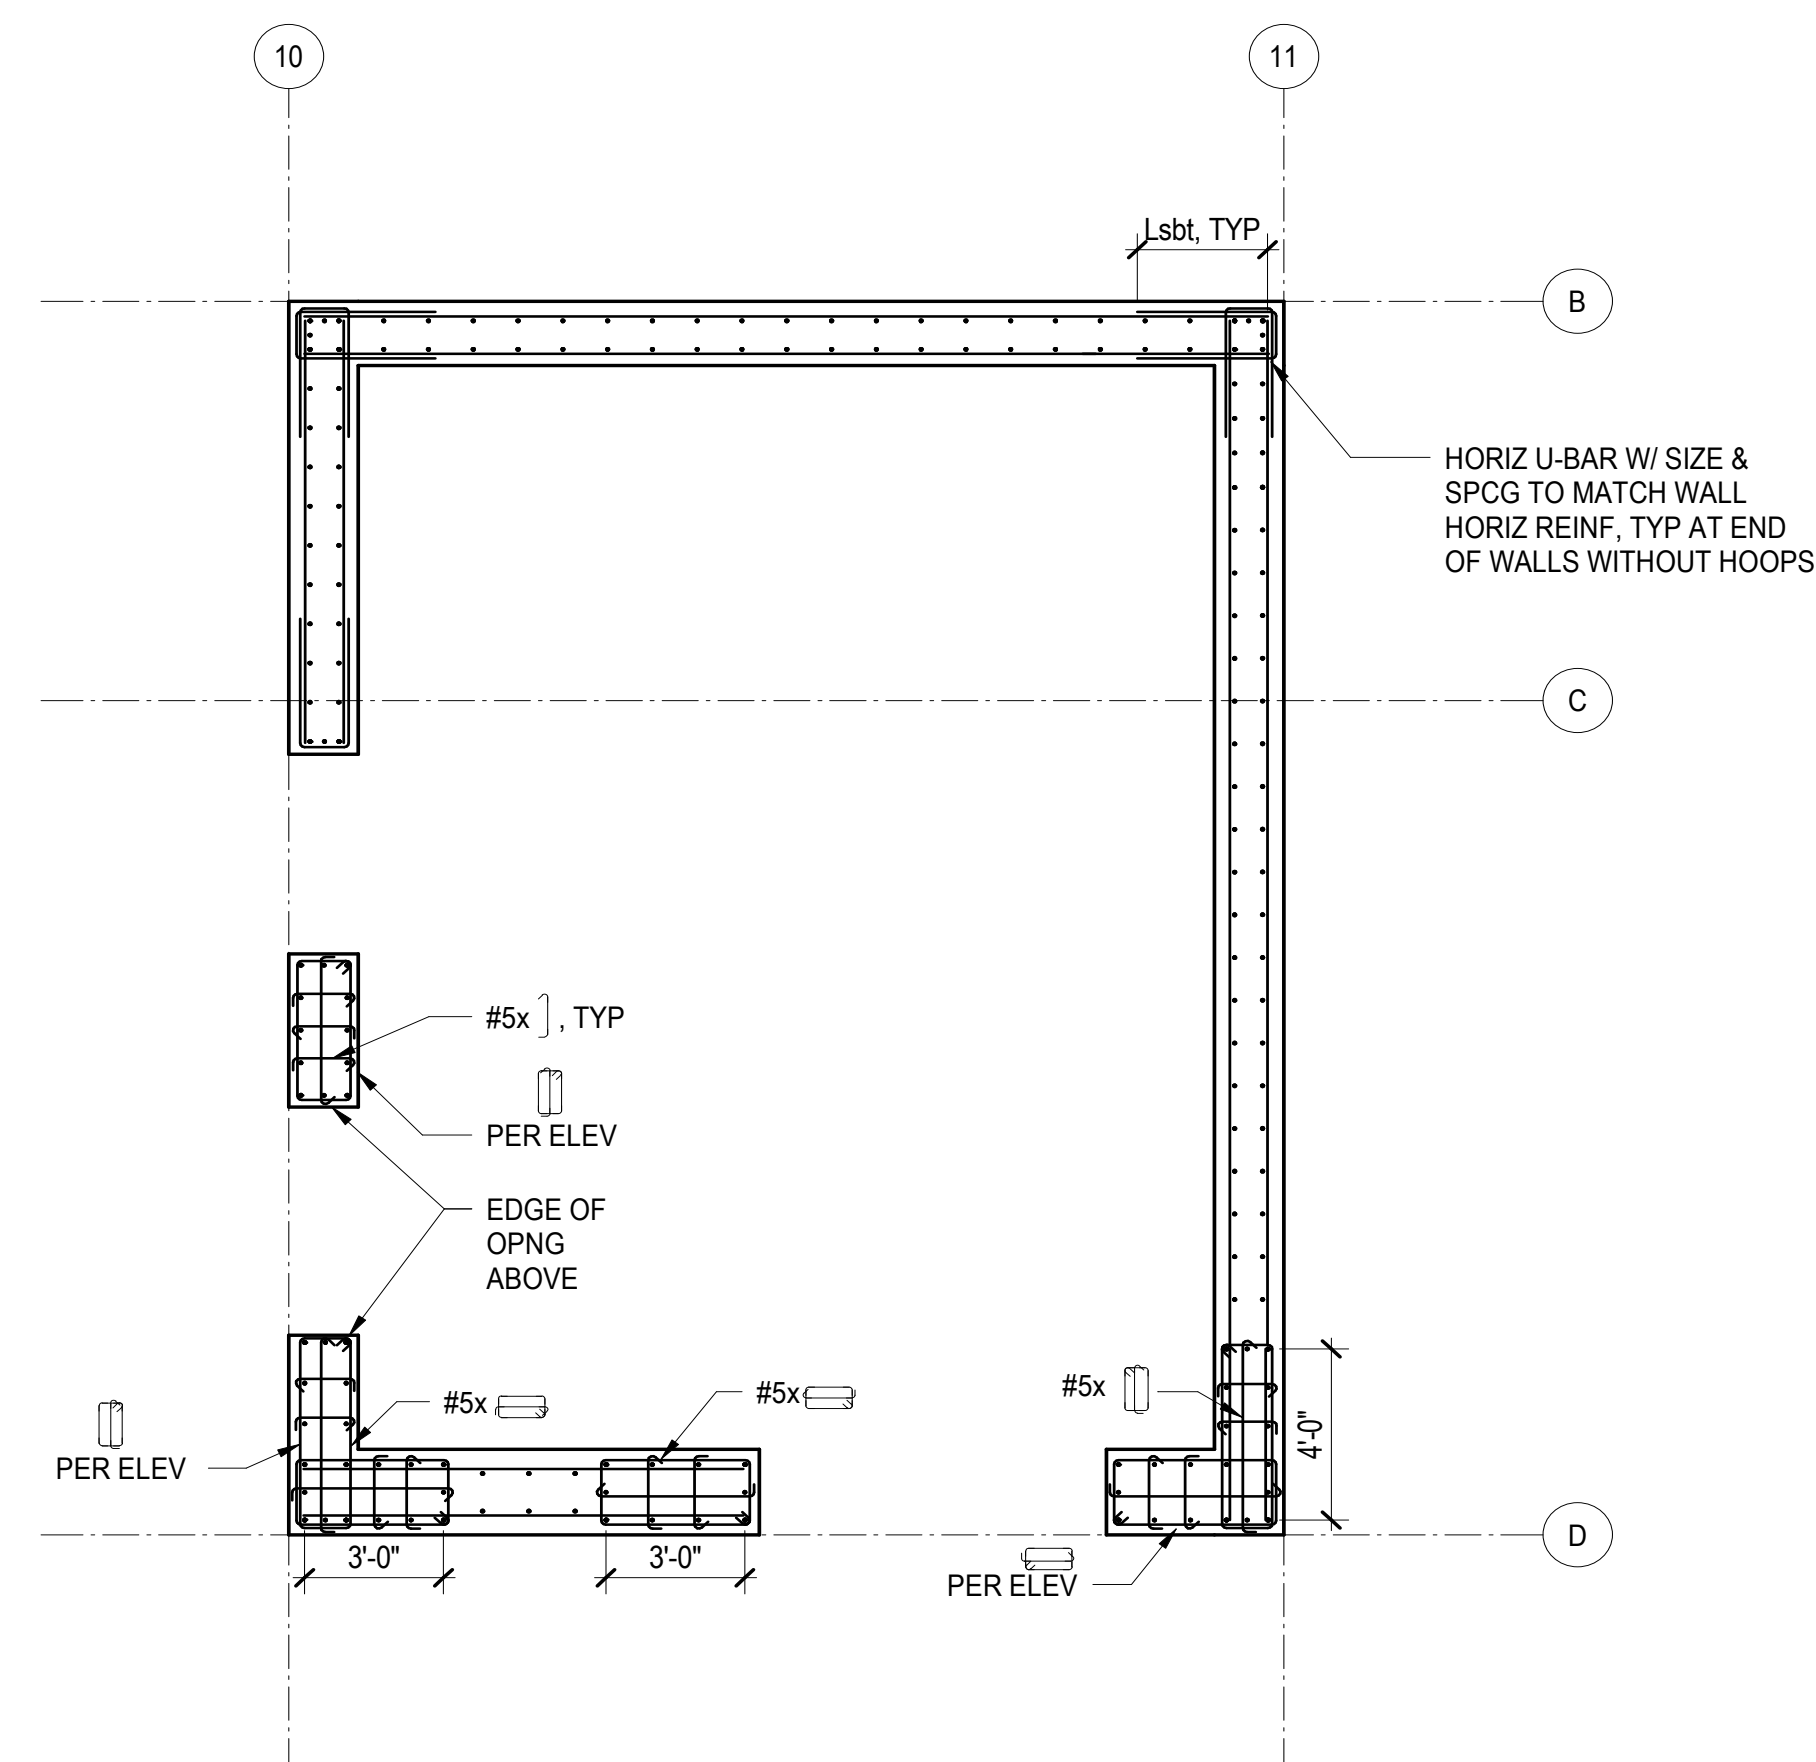 10
11
Lsbt, TYP
B
HORIZ U-BAR W/ SIZE &
SPCG TO MATCH WALL
HORIZ REINF, TYP AT END
OF WALLS WITHOUT HOOPS
C
#5x , TYP
PER ELEV
EDGE OF
OPNG
ABOVE
#5x
#5x
#5x
4'-0"
PER ELEV
D
3'-0"
3'-0"
PER ELEV